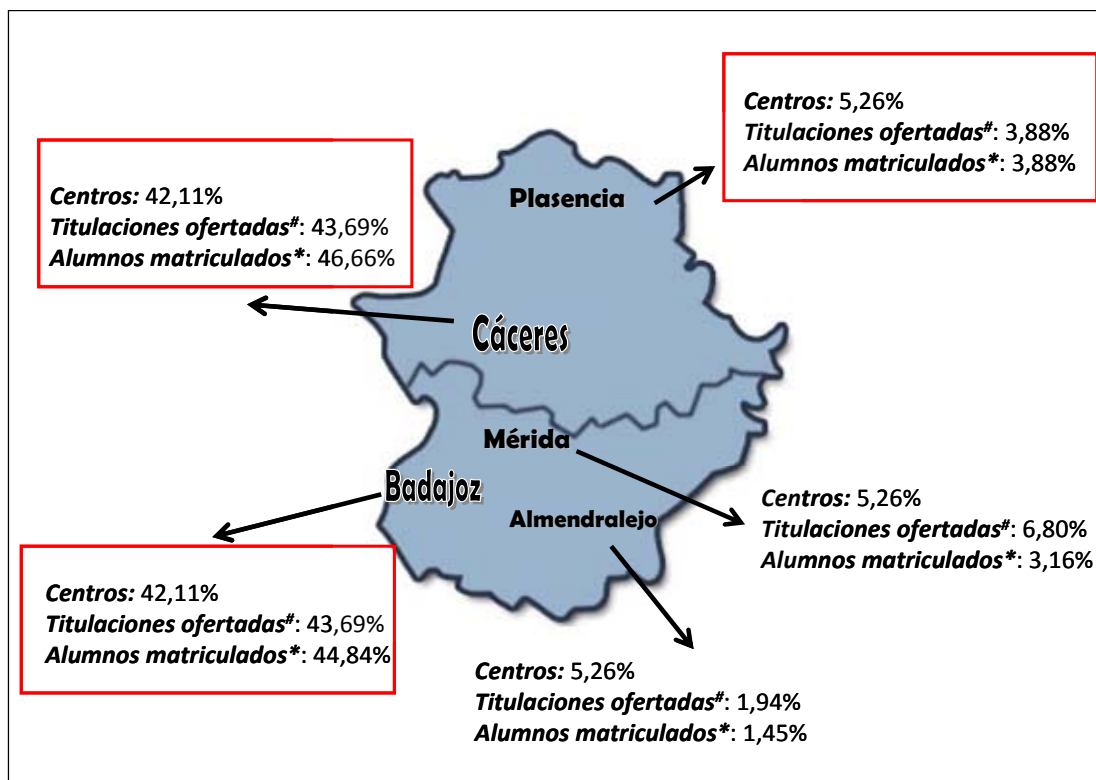 Centros: 5,26%
Titulaciones ofertadas#: 3,88%
Alumnos matriculados*: 3,88%
Centros: 42,11%
Titulaciones ofertadas#: 43,69%
Alumnos matriculados*: 46,66%
Plasencia
Cáceres
Mérida
Badajoz
Almendralejo
Centros: 5,26%
Titulaciones ofertadas#: 6,80%
Alumnos matriculados*: 3,16%
Centros: 42,11%
Titulaciones ofertadas#: 43,69%
Alumnos matriculados*: 44,84%
Centros: 5,26%
Titulaciones ofertadas#: 1,94%
Alumnos matriculados*: 1,45%